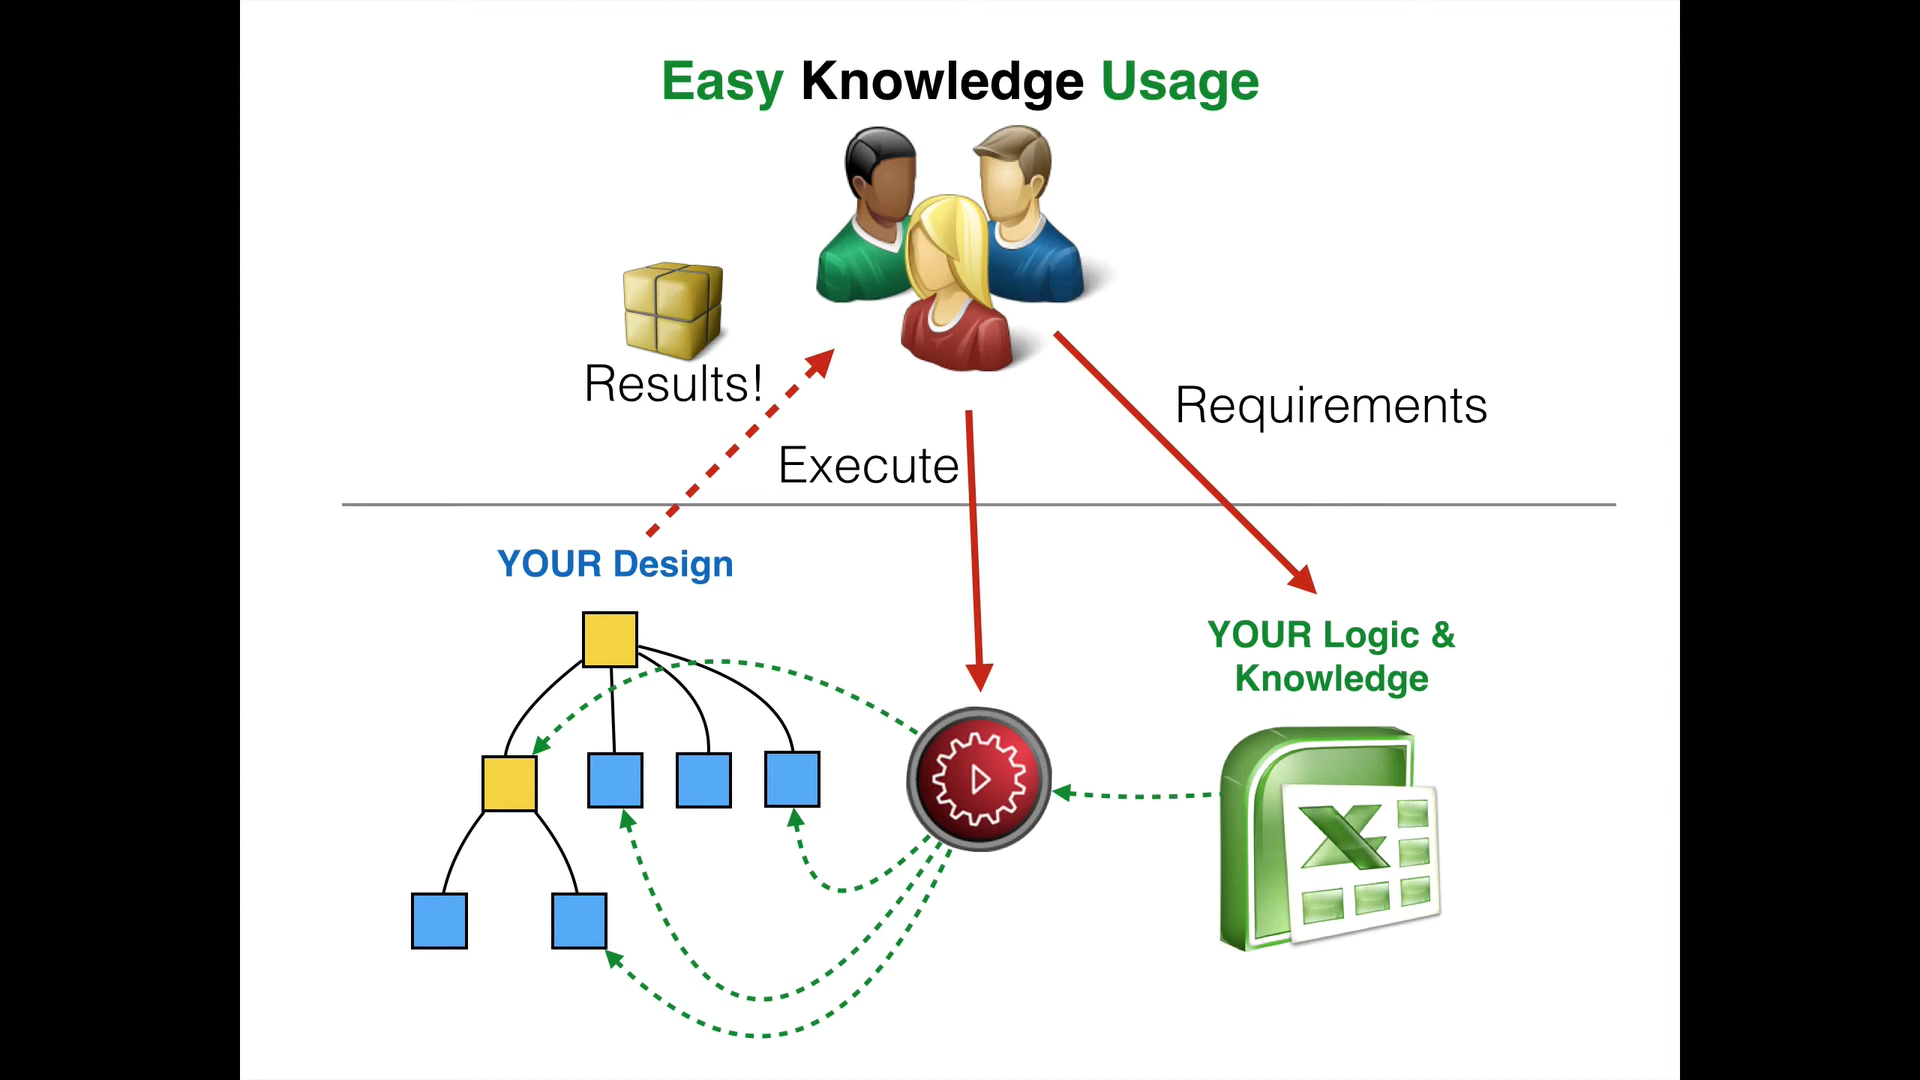 Easy Knowledge Usage
Results!
Requirements
Execute
YOUR Design
YOUR Logic &
Knowledge